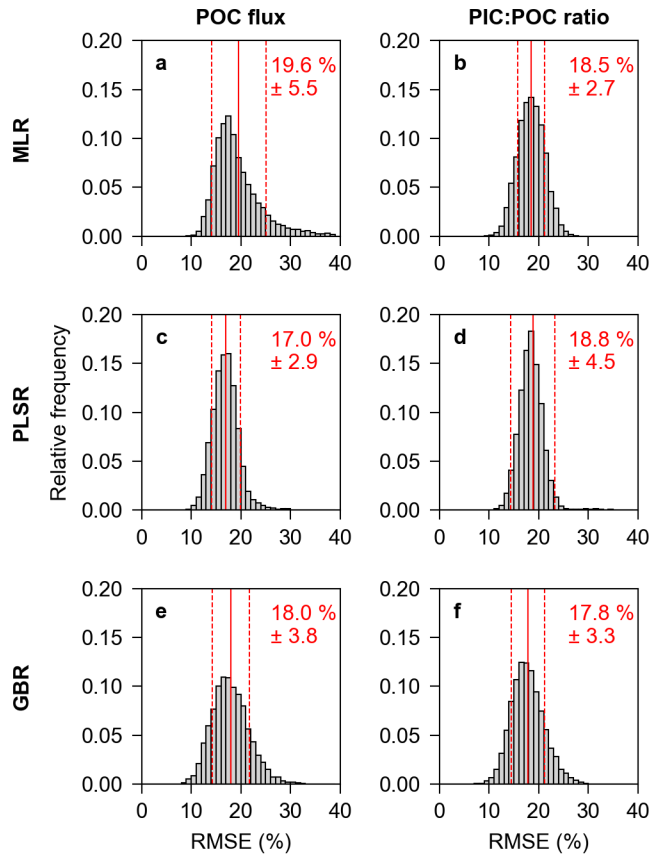 POC flux
PIC:POC ratio
MLR
0.20
0.15
0.10
0.05
0.00
a
19.6 %
± 5.5
0 10 20 30 40
0.20
0.15
0.10
0.05
0.00
b
18.5 %
± 2.7
0 10 20 30 40
PLSR
Relative frequency
0.20
0.15
0.10
0.05
0.00
c
17.0 %
± 2.9
0 10 20 30 40
0.20
0.15
0.10
0.05
0.00
d
18.8 %
± 4.5
0 10 20 30 40
GBR
0.20
0.15
0.10
0.05
0.00
e
18.0 %
± 3.8
0 10 20 30 40
RMSE (%)
0.20
0.15
0.10
0.05
0.00
f
17.8 %
± 3.3
0 10 20 30 40
RMSE (%)